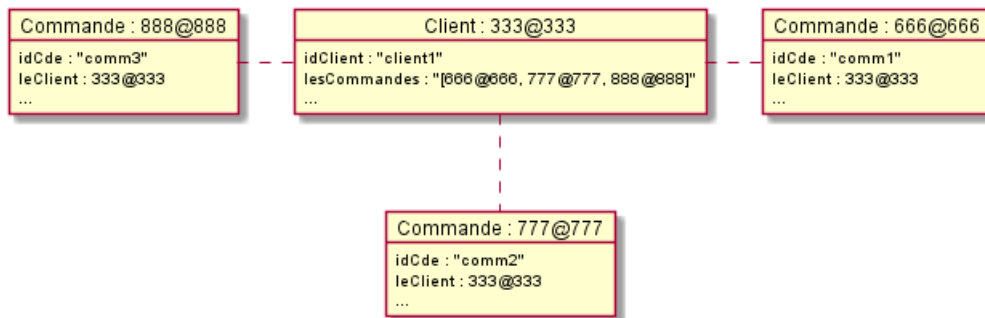 Commande : 888@888
idCde : "comm3"
leClient : 333@333
...
Client : 333@333
idClient : "client1"
lesCommandes : "[666@666, 777@777, 888@888]"
...
Commande : 666@666
idCde : "comm1"
leClient : 333@333
...
Commande : 777@777
idCde : "comm2"
leClient : 333@333
...